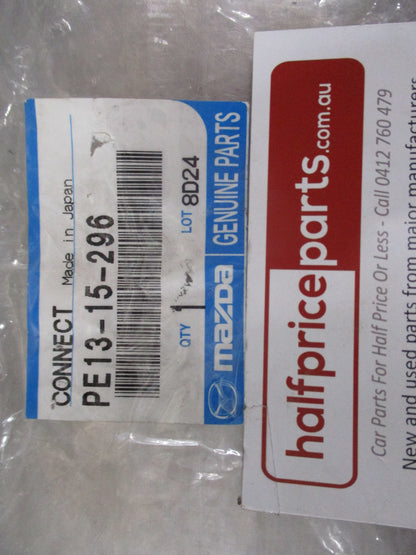 CONNECT Made in Japan
PE13-15-296
QTY 1 LOT 8D24
mazda GENUINE PARTS
halfpriceparts.com.au
Car Parts For Half Price Or Less - Call 0412 760 479
New and used parts from major manufacturers